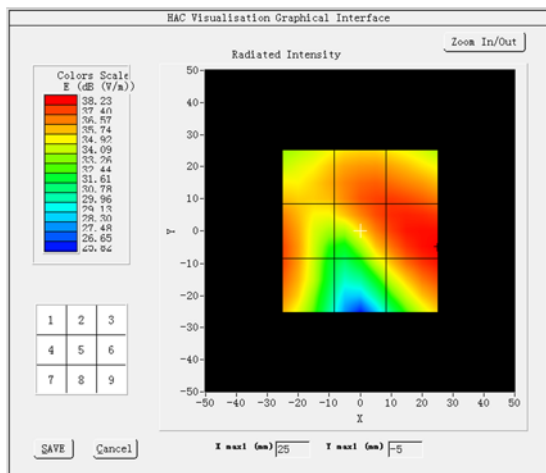 HAC Visualisation Graphical Interface
Zoom In/Out
Radiated Intensity
Colors Scale
E (dB (V/m))
38.23
37.40
36.57
35.74
34.92
34.09
33.26
32.44
31.61
30.78
29.96
29.13
28.30
27.48
26.65
25.82
50
40
30
20
10
0
-10
-20
-30
-40
-50
Y
-50 -40 -30 -20 -10 0 10 20 30 40 50
X
1 2 3
4 5 6
7 8 9
SAVE Cancel
X max1 (mm) 25 Y max1 (mm) -5